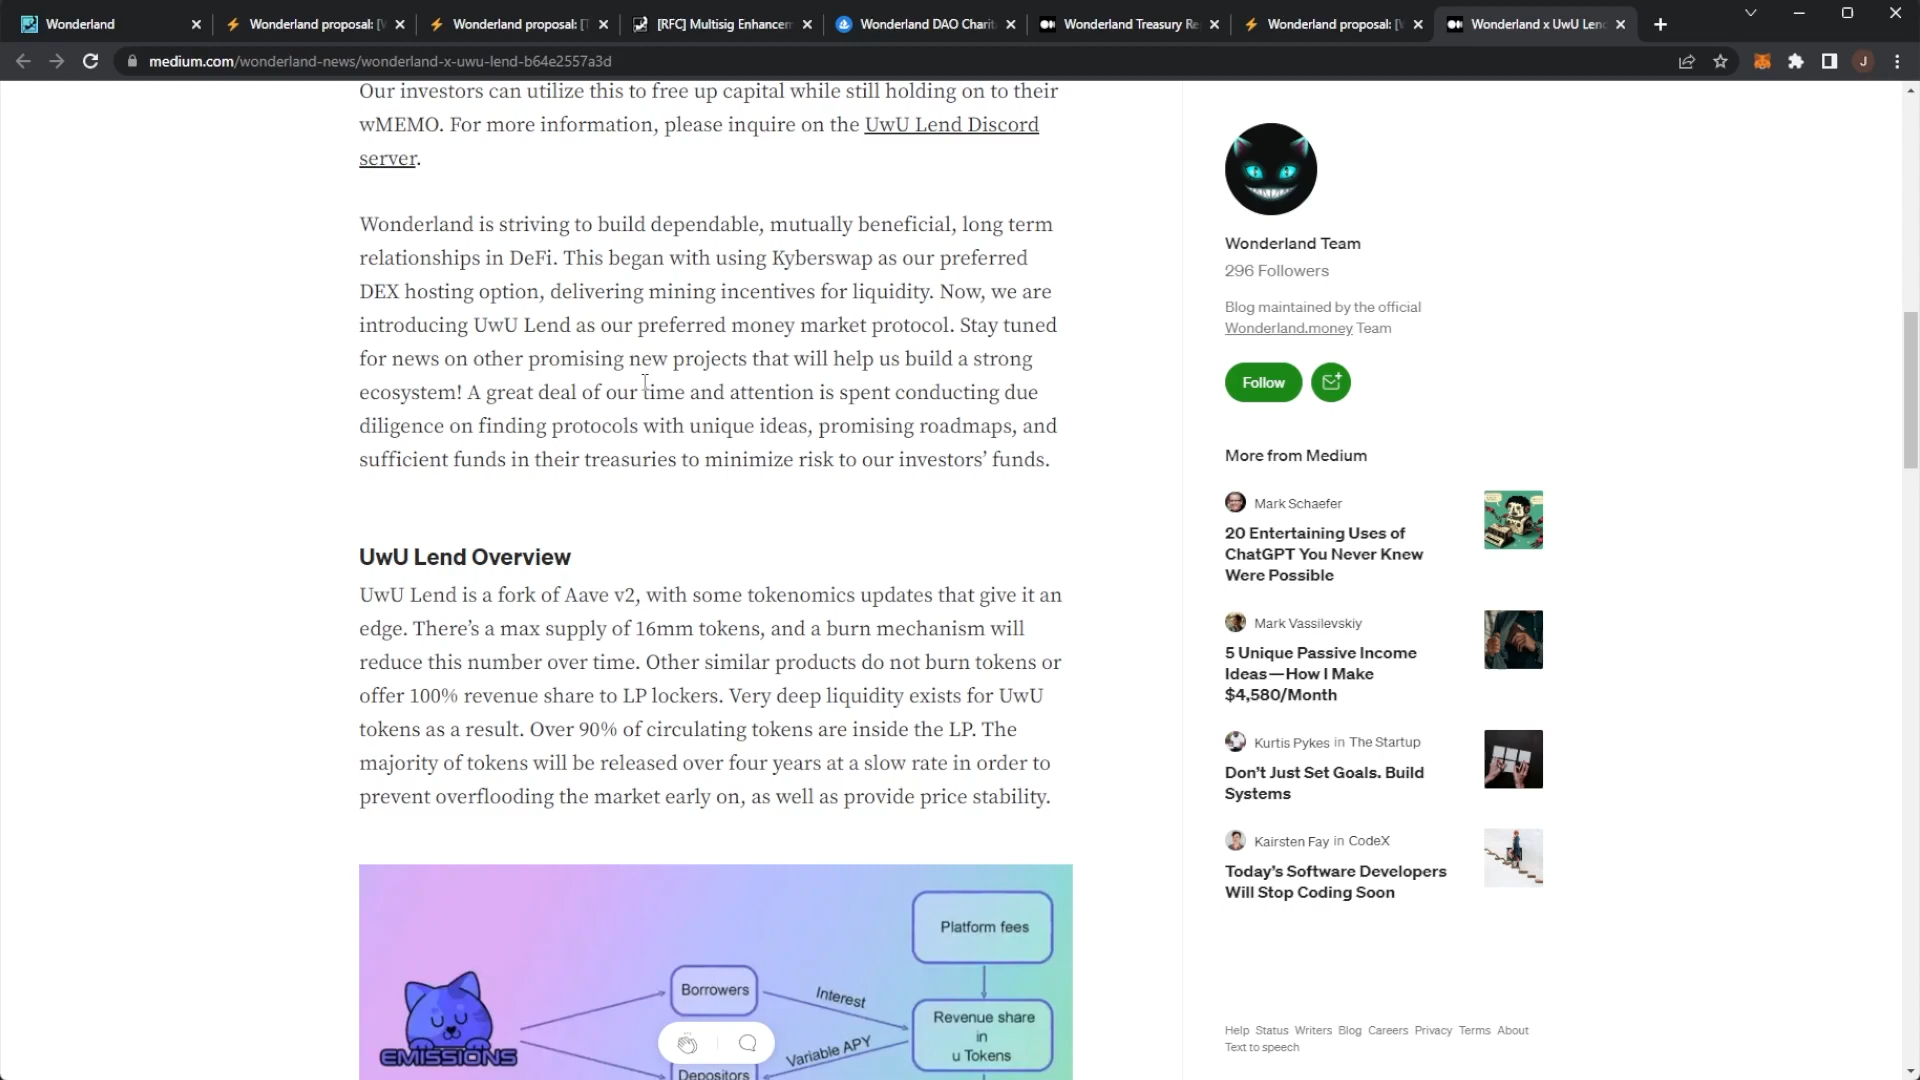 Wonderland
Wonderland proposal: [W
Wonderland proposal: [T
[RFC] Multisig Enhancemen
Wonderland DAO Charit
Wonderland Treasury Re
Wonderland proposal: [W
Wonderland x UwU Lend
medium.com/wonderland-news/wonderland-x-uwu-lend-b64e2557a3d
J
Our investors can utilize this to free up capital while still holding on to their
wMEMO. For more information, please inquire on the UwU Lend Discord
server.
Wonderland is striving to build dependable, mutually beneficial, long term
relationships in DeFi. This began with using Kyberswap as our preferred
DEX hosting option, delivering mining incentives for liquidity. Now, we are
introducing UwU Lend as our preferred money market protocol. Stay tuned
for news on other promising new projects that will help us build a strong
ecosystem! A great deal of our time and attention is spent conducting due
diligence on finding protocols with unique ideas, promising roadmaps, and
sufficient funds in their treasuries to minimize risk to our investors’ funds.
UwU Lend Overview
UwU Lend is a fork of Aave v2, with some tokenomics updates that give it an
edge. There’s a max supply of 16mm tokens, and a burn mechanism will
reduce this number over time. Other similar products do not burn tokens or
offer 100% revenue share to LP lockers. Very deep liquidity exists for UwU
tokens as a result. Over 90% of circulating tokens are inside the LP. The
majority of tokens will be released over four years at a slow rate in order to
prevent overflooding the market early on, as well as provide price stability.
Platform fees
Borrowers
Interest
Revenue share
in
u Tokens
EMISSIONS
Variable APY
Depositors
Wonderland Team
296 Followers
Blog maintained by the official
Wonderland.money Team
Follow
More from Medium
Mark Schaefer
20 Entertaining Uses of
ChatGPT You Never Knew
Were Possible
Mark Vassilevskiy
5 Unique Passive Income
Ideas — How I Make
$4,580/Month
Kurtis Pykes in The Startup
Don’t Just Set Goals. Build
Systems
Kairsten Fay in CodeX
Today’s Software Developers
Will Stop Coding Soon
Help Status Writers Blog Careers Privacy Terms About
Text to speech